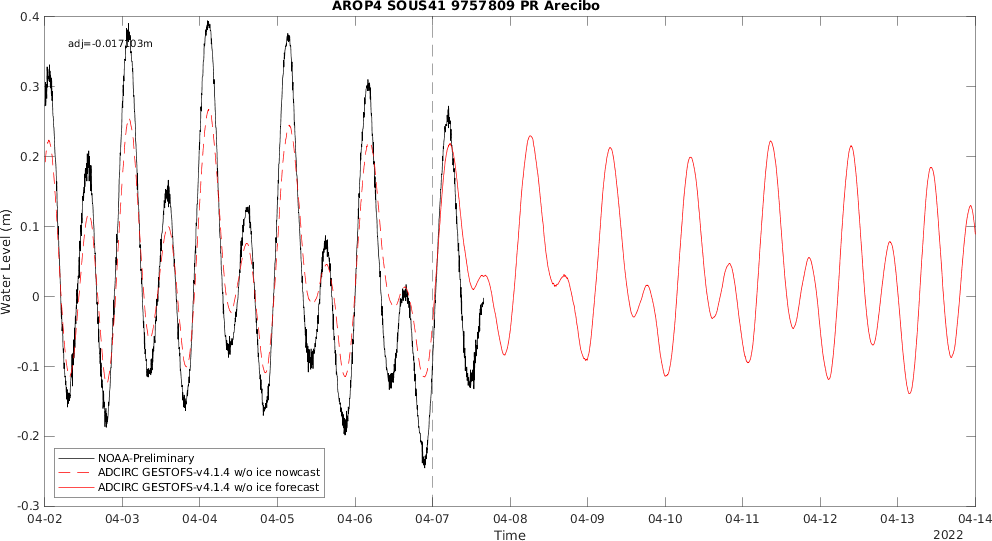 AROP4 SOUS41 9757809 PR Arecibo
0.4
adj=-0.017103m
0.3
0.2
0.1
0
-0.1
-0.2
-0.3
Water Level (m)
NOAA-Preliminary
ADCIRC GESTOFS-v4.1.4 w/o ice nowcast
ADCIRC GESTOFS-v4.1.4 w/o ice forecast
04-02 04-03 04-04 04-05 04-06 04-07 04-08 04-09 04-10 04-11 04-12 04-13 04-14
Time
2022